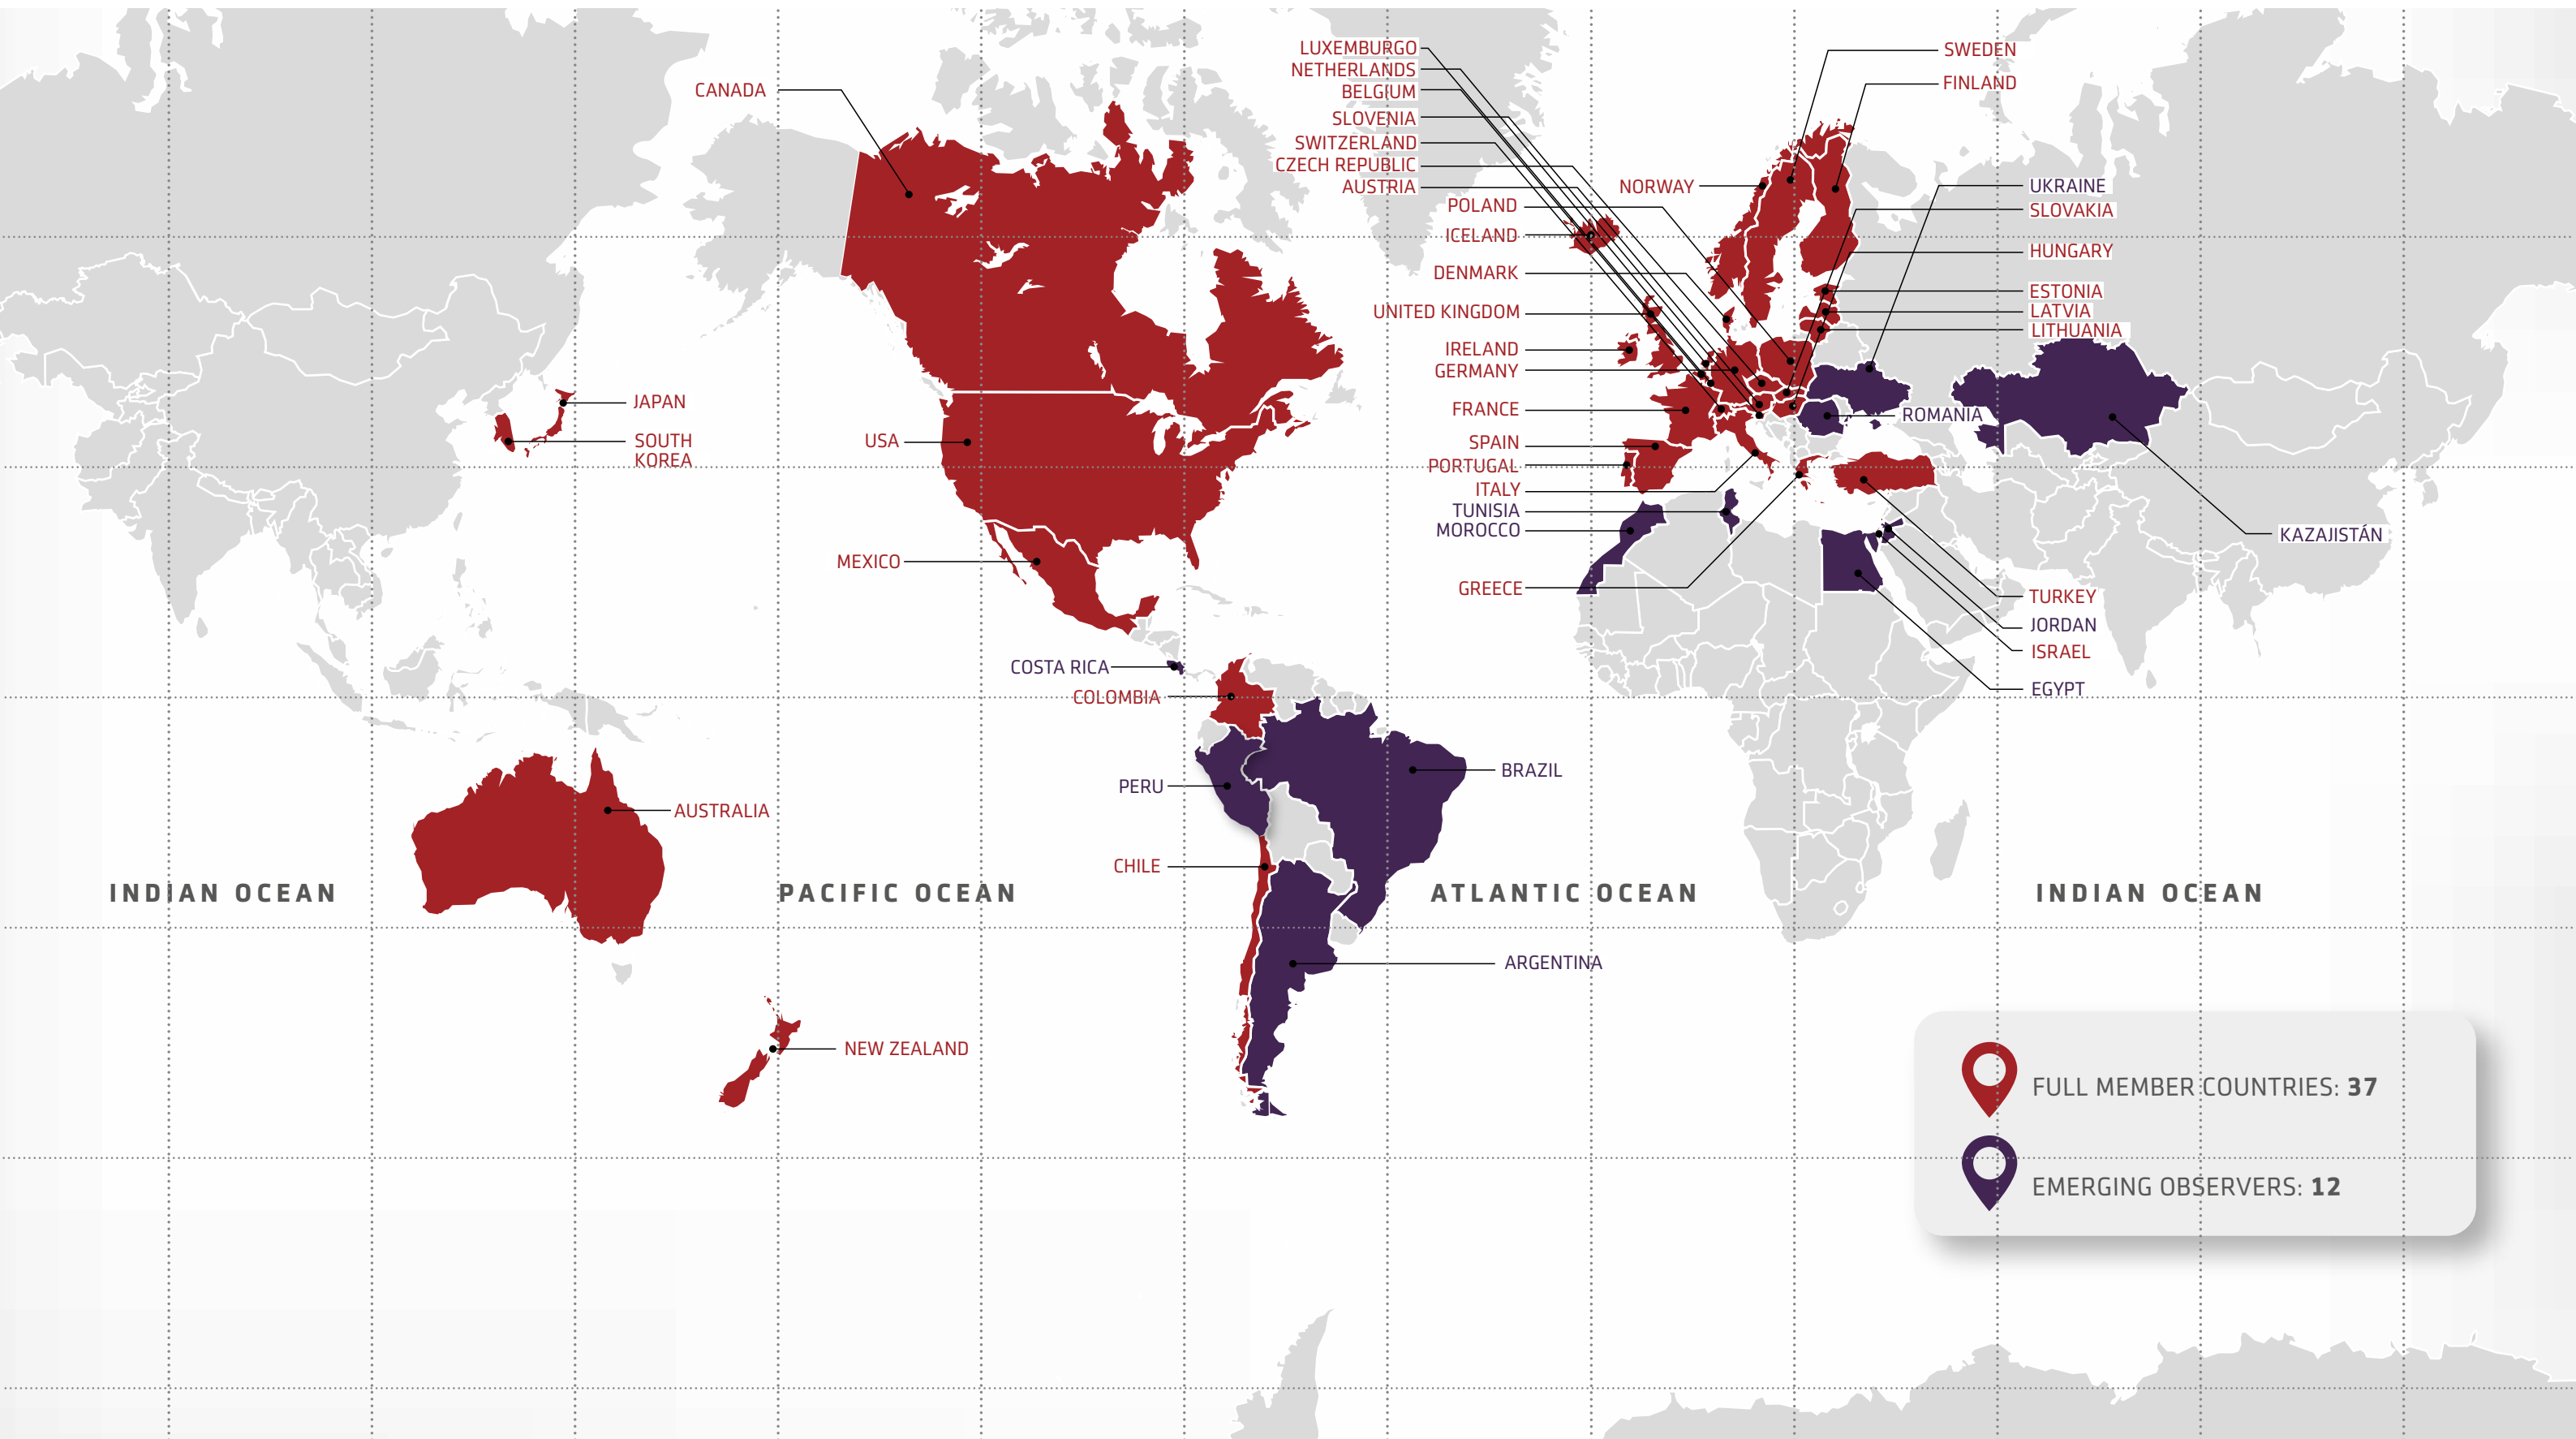 LUXEMBURGO
NETHERLANDS
BELGIUM
SLOVENIA
SWITZERLAND
CZECH REPUBLIC
AUSTRIA
POLAND
ICELAND
DENMARK
UNITED KINGDOM
IRELAND
GERMANY
FRANCE
SPAIN
PORTUGAL
ITALY
TUNISIA
MOROCCO
GREECE
NORWAY
SWEDEN
FINLAND
UKRAINE
SLOVAKIA
HUNGARY
ESTONIA
LATVIA
LITHUANIA
ROMANIA
KAZAJISTÁN
TURKEY
JORDAN
ISRAEL
EGYPT
CANADA
USA
MEXICO
JAPAN
SOUTH
KOREA
COSTA RICA
COLOMBIA
PERU
BRAZIL
CHILE
ARGENTINA
AUSTRALIA
NEW ZEALAND
INDIAN OCEAN
PACIFIC OCEAN
ATLANTIC OCEAN
INDIAN OCEAN
FULL MEMBER COUNTRIES: 37
EMERGING OBSERVERS: 12